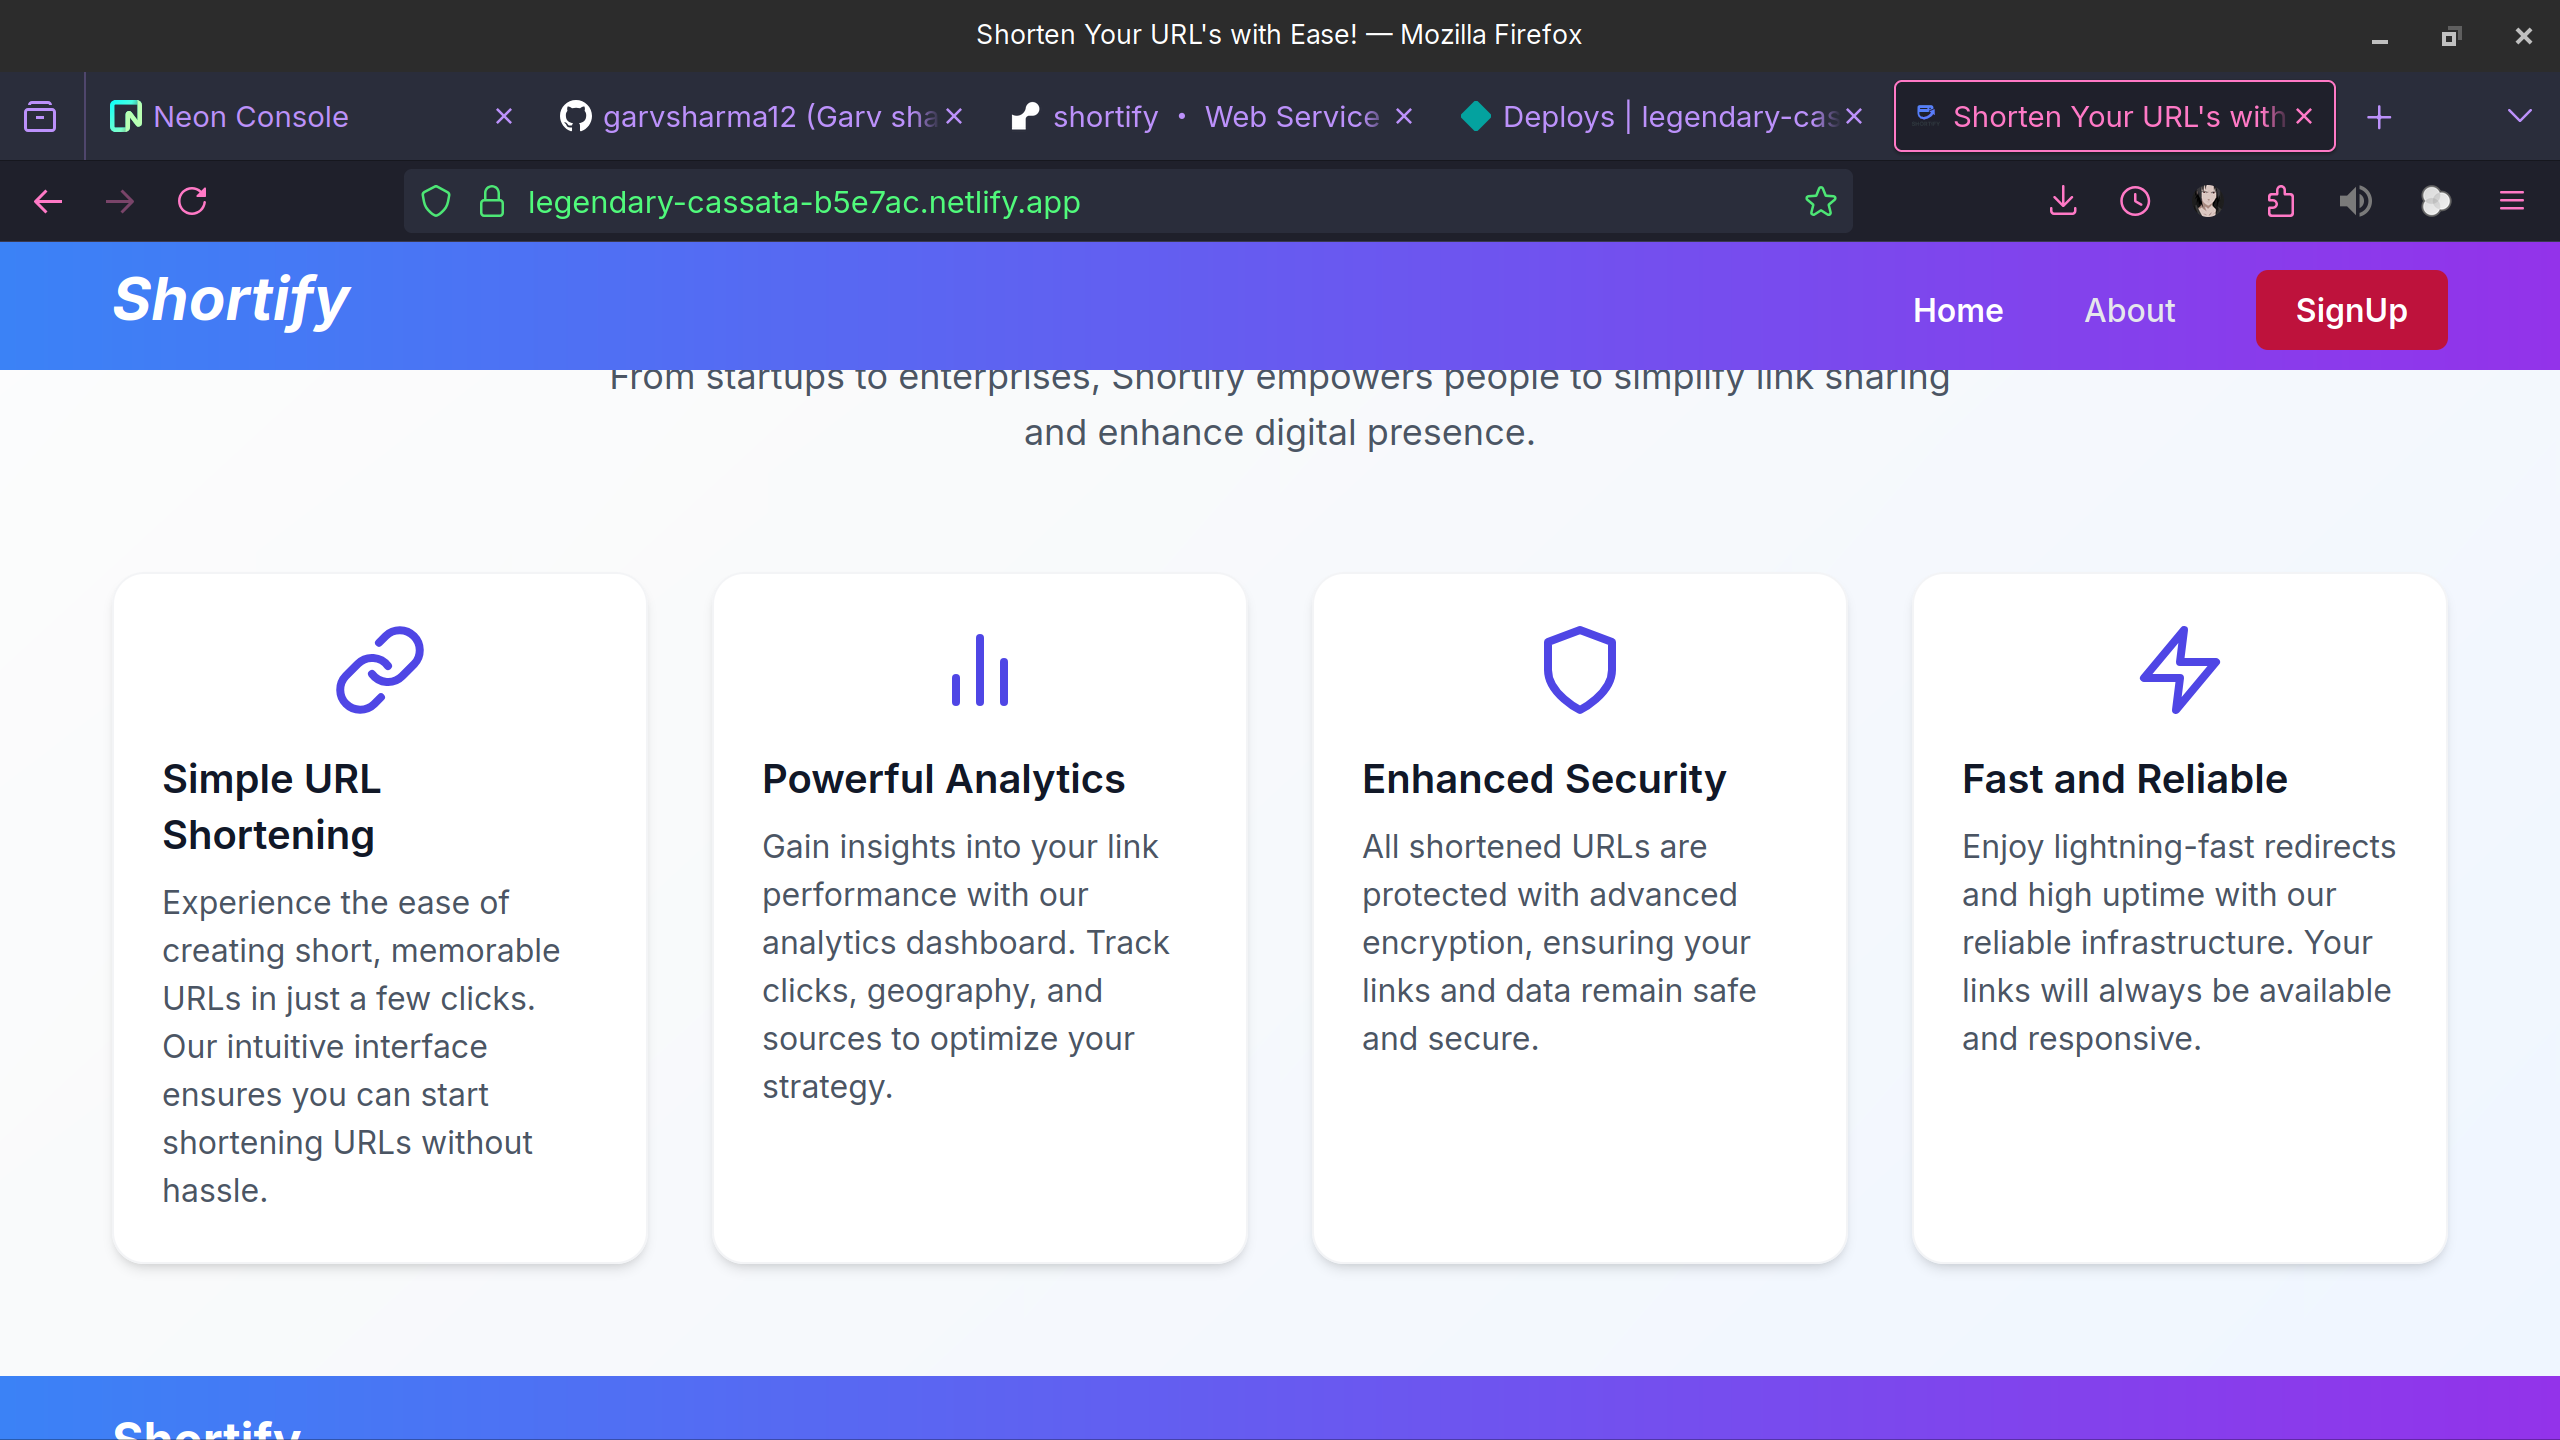 Shorten Your URL's with Ease! — Mozilla Firefox
Neon Console
garvsharma12 (Garv sha
shortify • Web Service
Deploys | legendary-cas
Shorten Your URL's with
legendary-cassata-b5e7ac.netlify.app
Shortify
Home
About
SignUp
From startups to enterprises, Shortify empowers people to simplify link sharing
and enhance digital presence.
Simple URL
Shortening
Experience the ease of
creating short, memorable
URLs in just a few clicks.
Our intuitive interface
ensures you can start
shortening URLs without
hassle.
Powerful Analytics
Gain insights into your link
performance with our
analytics dashboard. Track
clicks, geography, and
sources to optimize your
strategy.
Enhanced Security
All shortened URLs are
protected with advanced
encryption, ensuring your
links and data remain safe
and secure.
Fast and Reliable
Enjoy lightning-fast redirects
and high uptime with our
reliable infrastructure. Your
links will always be available
and responsive.
Shortify